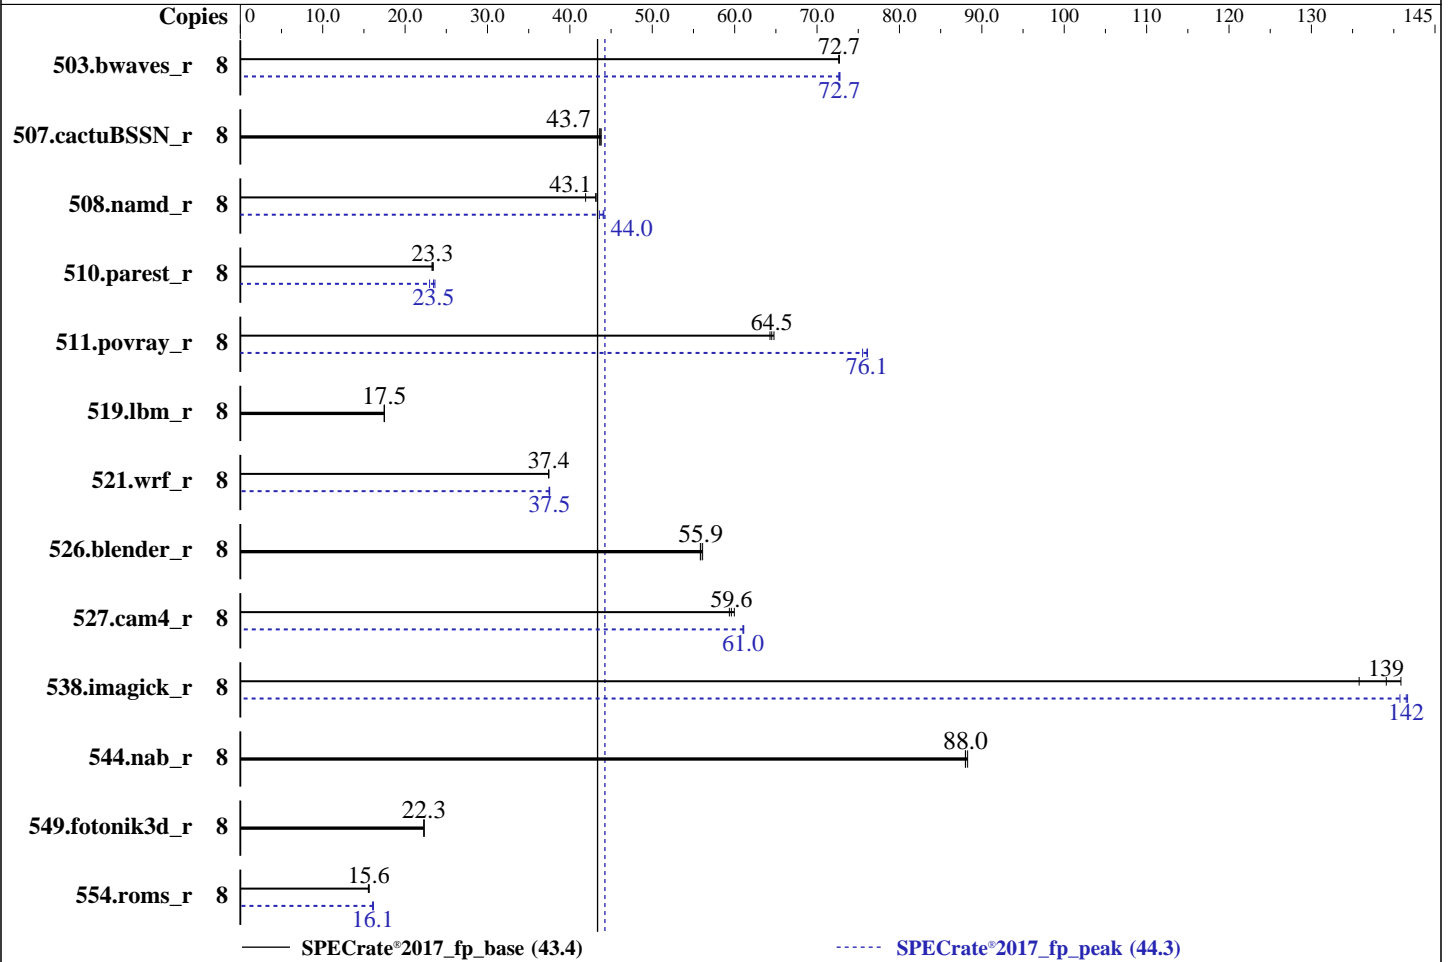 Copies 0 10.0 20.0 30.0 40.0 50.0 60.0 70.0 80.0 90.0 100 110 120 130 145
503.bwaves_r 8 72.7
72.7
507.cactuBSSN_r 8 43.7
508.namd_r 8 43.1
44.0
510.parest_r 8 23.3
23.5
511.povray_r 8 64.5
76.1
519.lbm_r 8 17.5
521.wrf_r 8 37.4
37.5
526.blender_r 8 55.9
527.cam4_r 8 59.6
61.0
538.imagick_r 8 139
142
544.nab_r 8 88.0
549.fotonik3d_r 8 22.3
554.roms_r 8 15.6
16.1
SPECrate®2017_fp_base (43.4) SPECrate®2017_fp_peak (44.3)